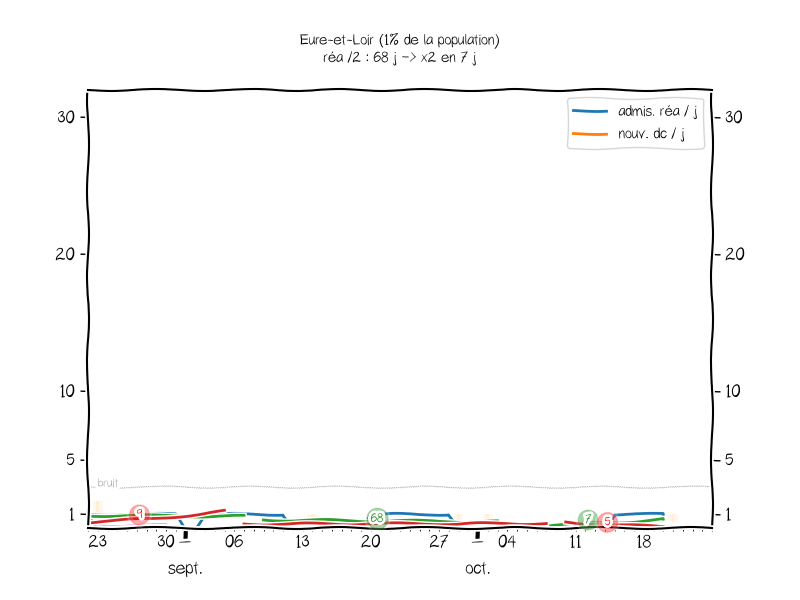 Eure-et-Loir (1% de la population)
réa /2 : 68 j -> x2 en 7 j
admis. réa / j
nouv. dc / j
30 30
20 20
10 10
5 5
bruit
1 1
9 68 7 5
23 30 06 13 20 27 04 11 18
sept. oct.